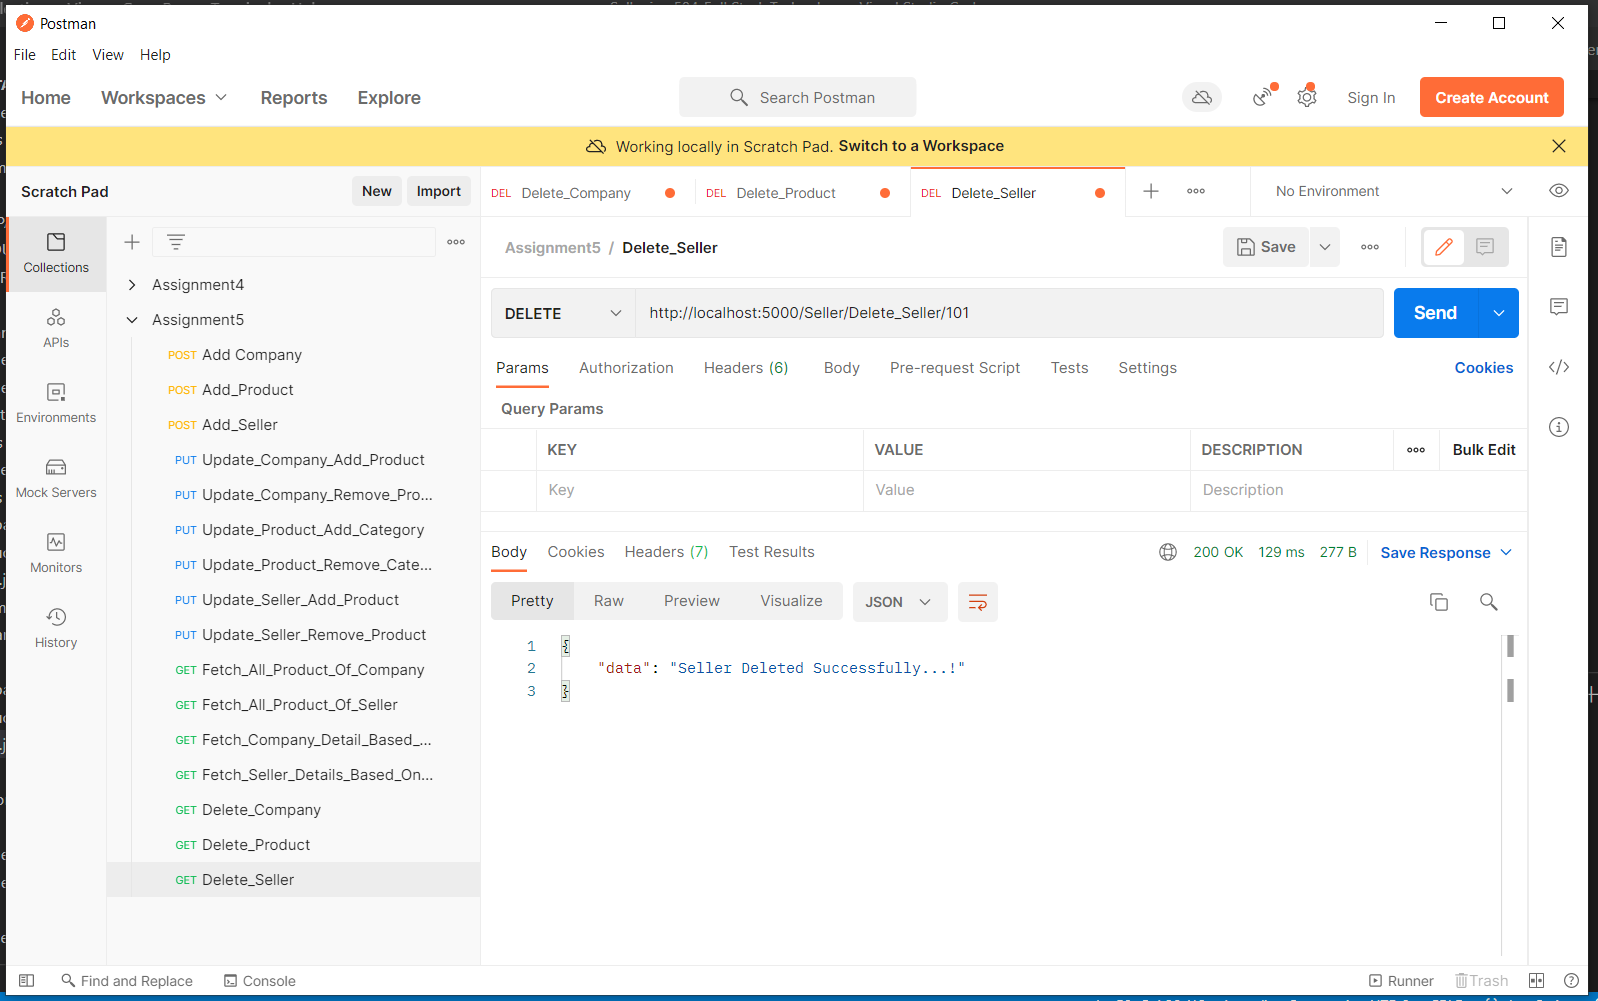 Postman
File Edit View Help
Home Workspaces Reports Explore
Search Postman
Sign In
Create Account
Working locally in Scratch Pad. Switch to a Workspace
Scratch Pad
New Import
DEL Delete_Company
DEL Delete_Product
DEL Delete_Seller
No Environment
Collections
APIs
Environments
Mock Servers
Monitors
History
Assignment4
Assignment5
POST Add Company
POST Add_Product
POST Add_Seller
PUT Update_Company_Add_Product
PUT Update_Company_Remove_Pro...
PUT Update_Product_Add_Category
PUT Update_Product_Remove_Cate...
PUT Update_Seller_Add_Product
PUT Update_Seller_Remove_Product
GET Fetch_All_Product_Of_Company
GET Fetch_All_Product_Of_Seller
GET Fetch_Company_Detail_Based_...
GET Fetch_Seller_Details_Based_On...
GET Delete_Company
GET Delete_Product
GET Delete_Seller
Assignment5 / Delete_Seller
Save
DELETE http://localhost:5000/Seller/Delete_Seller/101
Send
Params Authorization Headers (6) Body Pre-request Script Tests Settings Cookies
Query Params
KEY VALUE DESCRIPTION Bulk Edit
Key Value Description
Body Cookies Headers (7) Test Results
200 OK 129 ms 277 B Save Response
Pretty Raw Preview Visualize JSON
1 {
2 "data": "Seller Deleted Successfully...!"
3 }
Find and Replace Console
Runner Trash